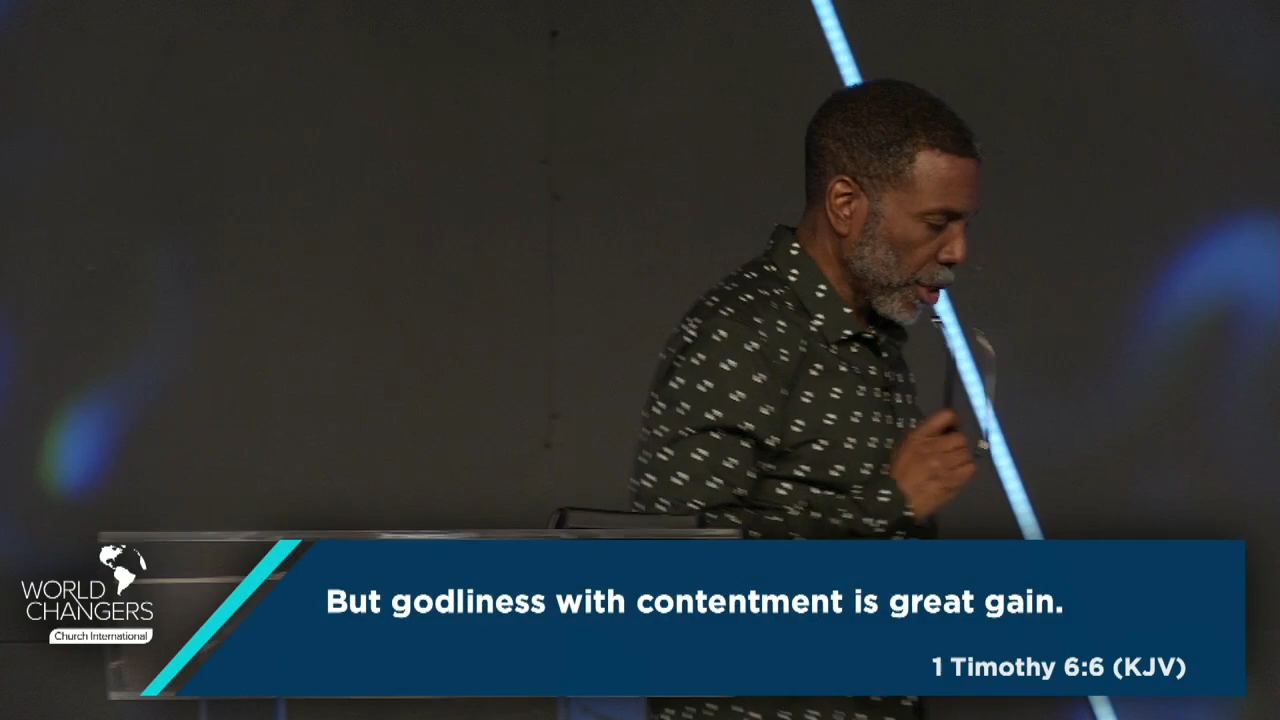 But godliness with contentment is great gain.
1 Timothy 6:6 (KJV)
WORLD
CHANGERS
Church International